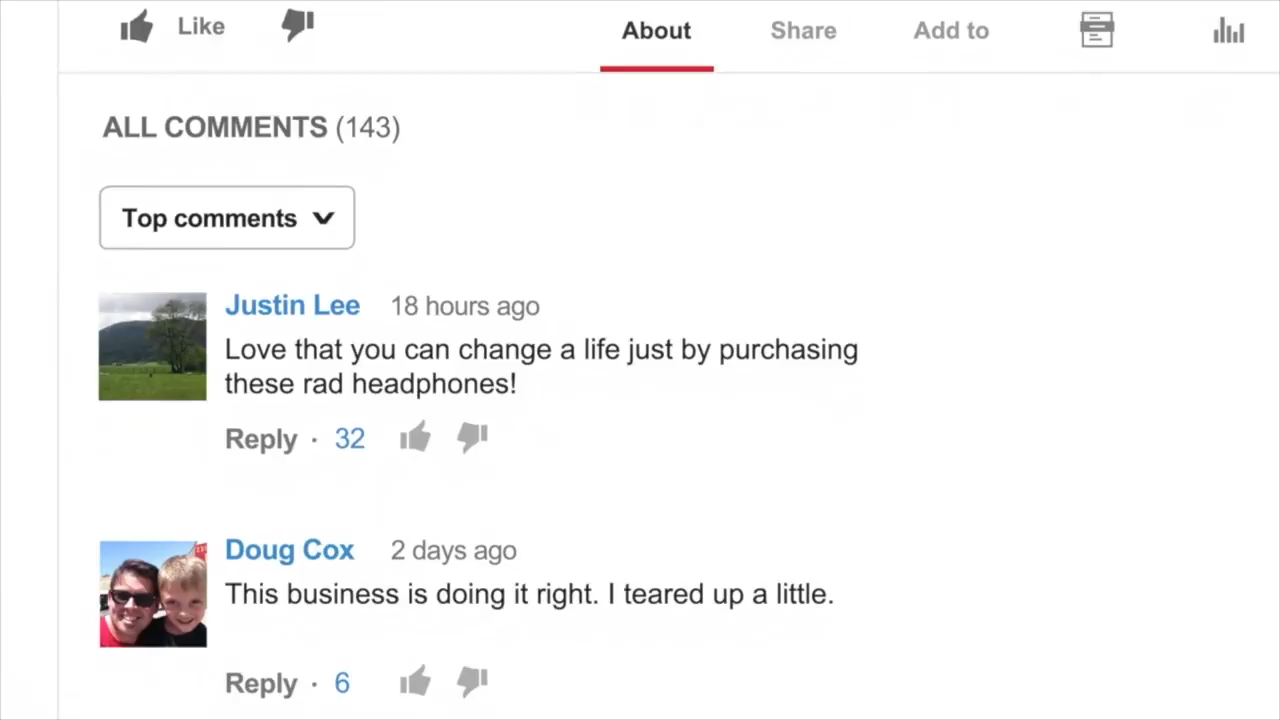 Like
About
Share
Add to
ALL COMMENTS (143)
Top comments
Justin Lee 18 hours ago
Love that you can change a life just by purchasing
these rad headphones!
Reply · 32
Doug Cox 2 days ago
This business is doing it right. I teared up a little.
Reply · 6